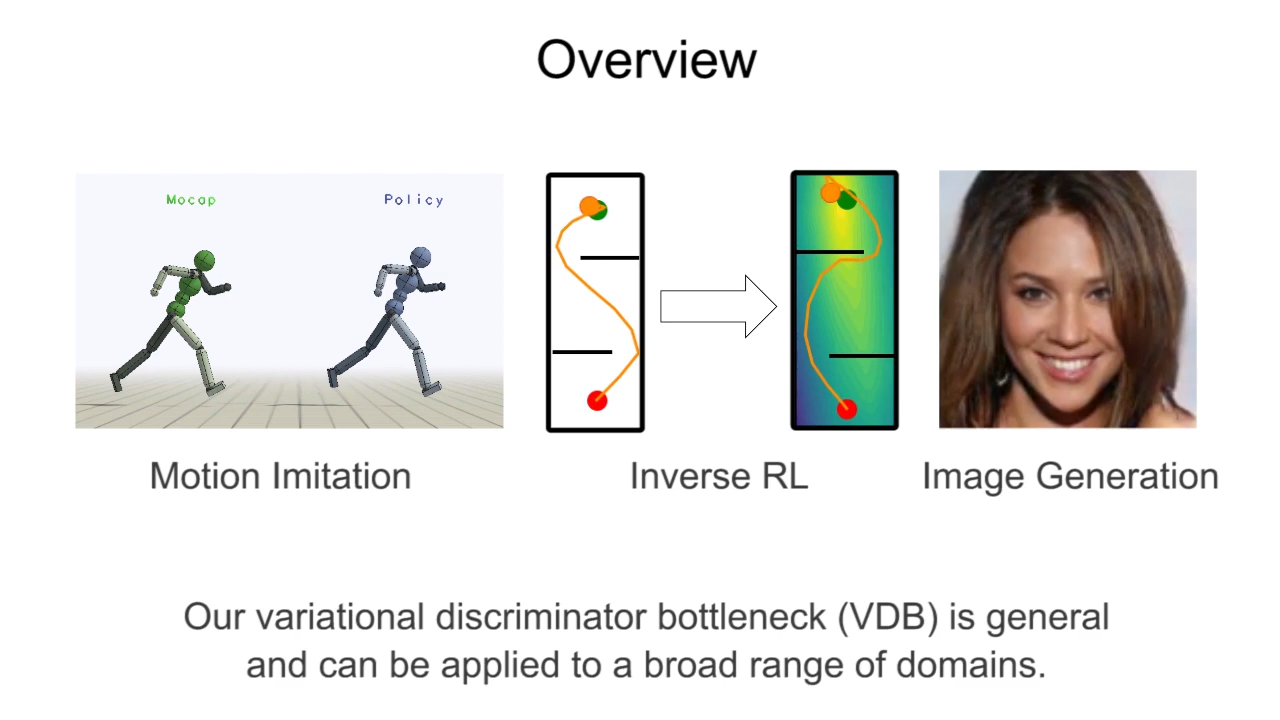 Overview
Mocap
Policy
Motion Imitation
Inverse RL
Image Generation
Our variational discriminator bottleneck (VDB) is general
and can be applied to a broad range of domains.